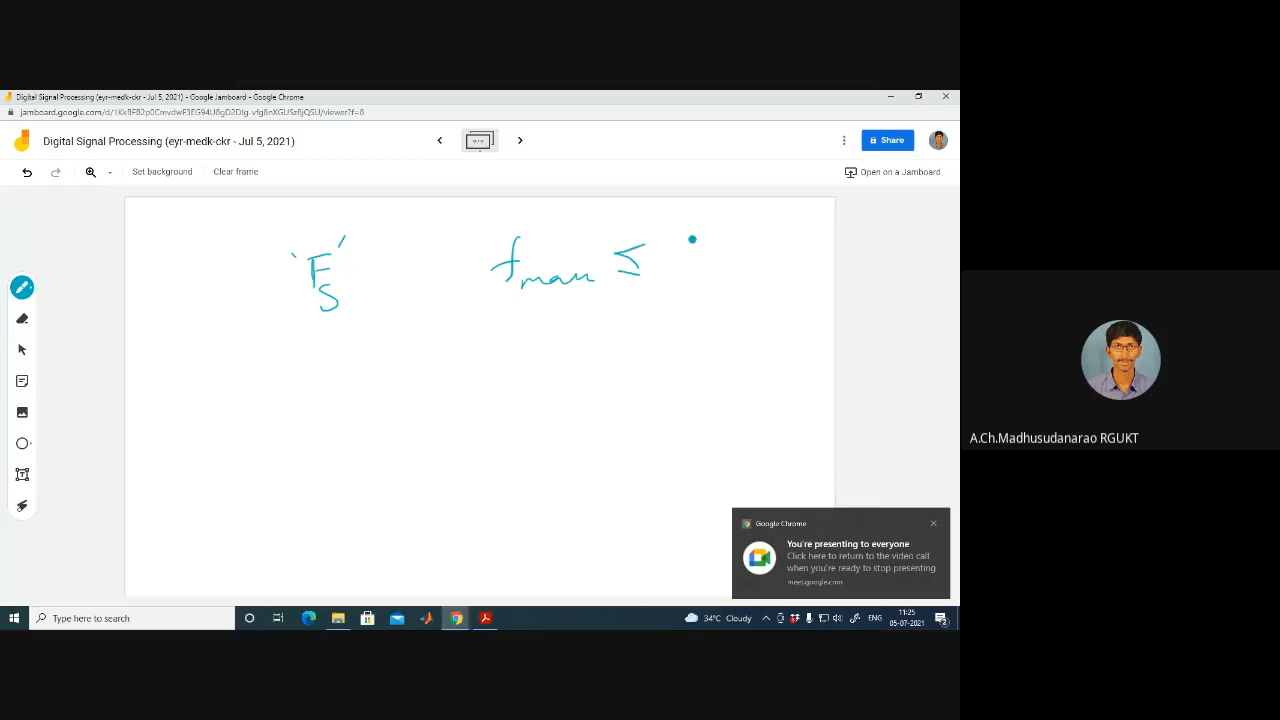 Digital Signal Processing (eyr-medk-ckr - Jul 5, 2021) - Google Jamboard - Google Chrome
Digital Signal Processing (eyr-medk-ckr - Jul 5, 2021)
Share
Set background
Clear frame
Open on a Jamboard
'F_S' f_max ≤
A.Ch.Madhusudanarao RGUKT
Google Chrome
You're presenting to everyone
Click here to return to the video call
when you're ready to stop presenting
meet.google.com
Type here to search
34°C Cloudy
ENG
11:25
05-07-2021
2